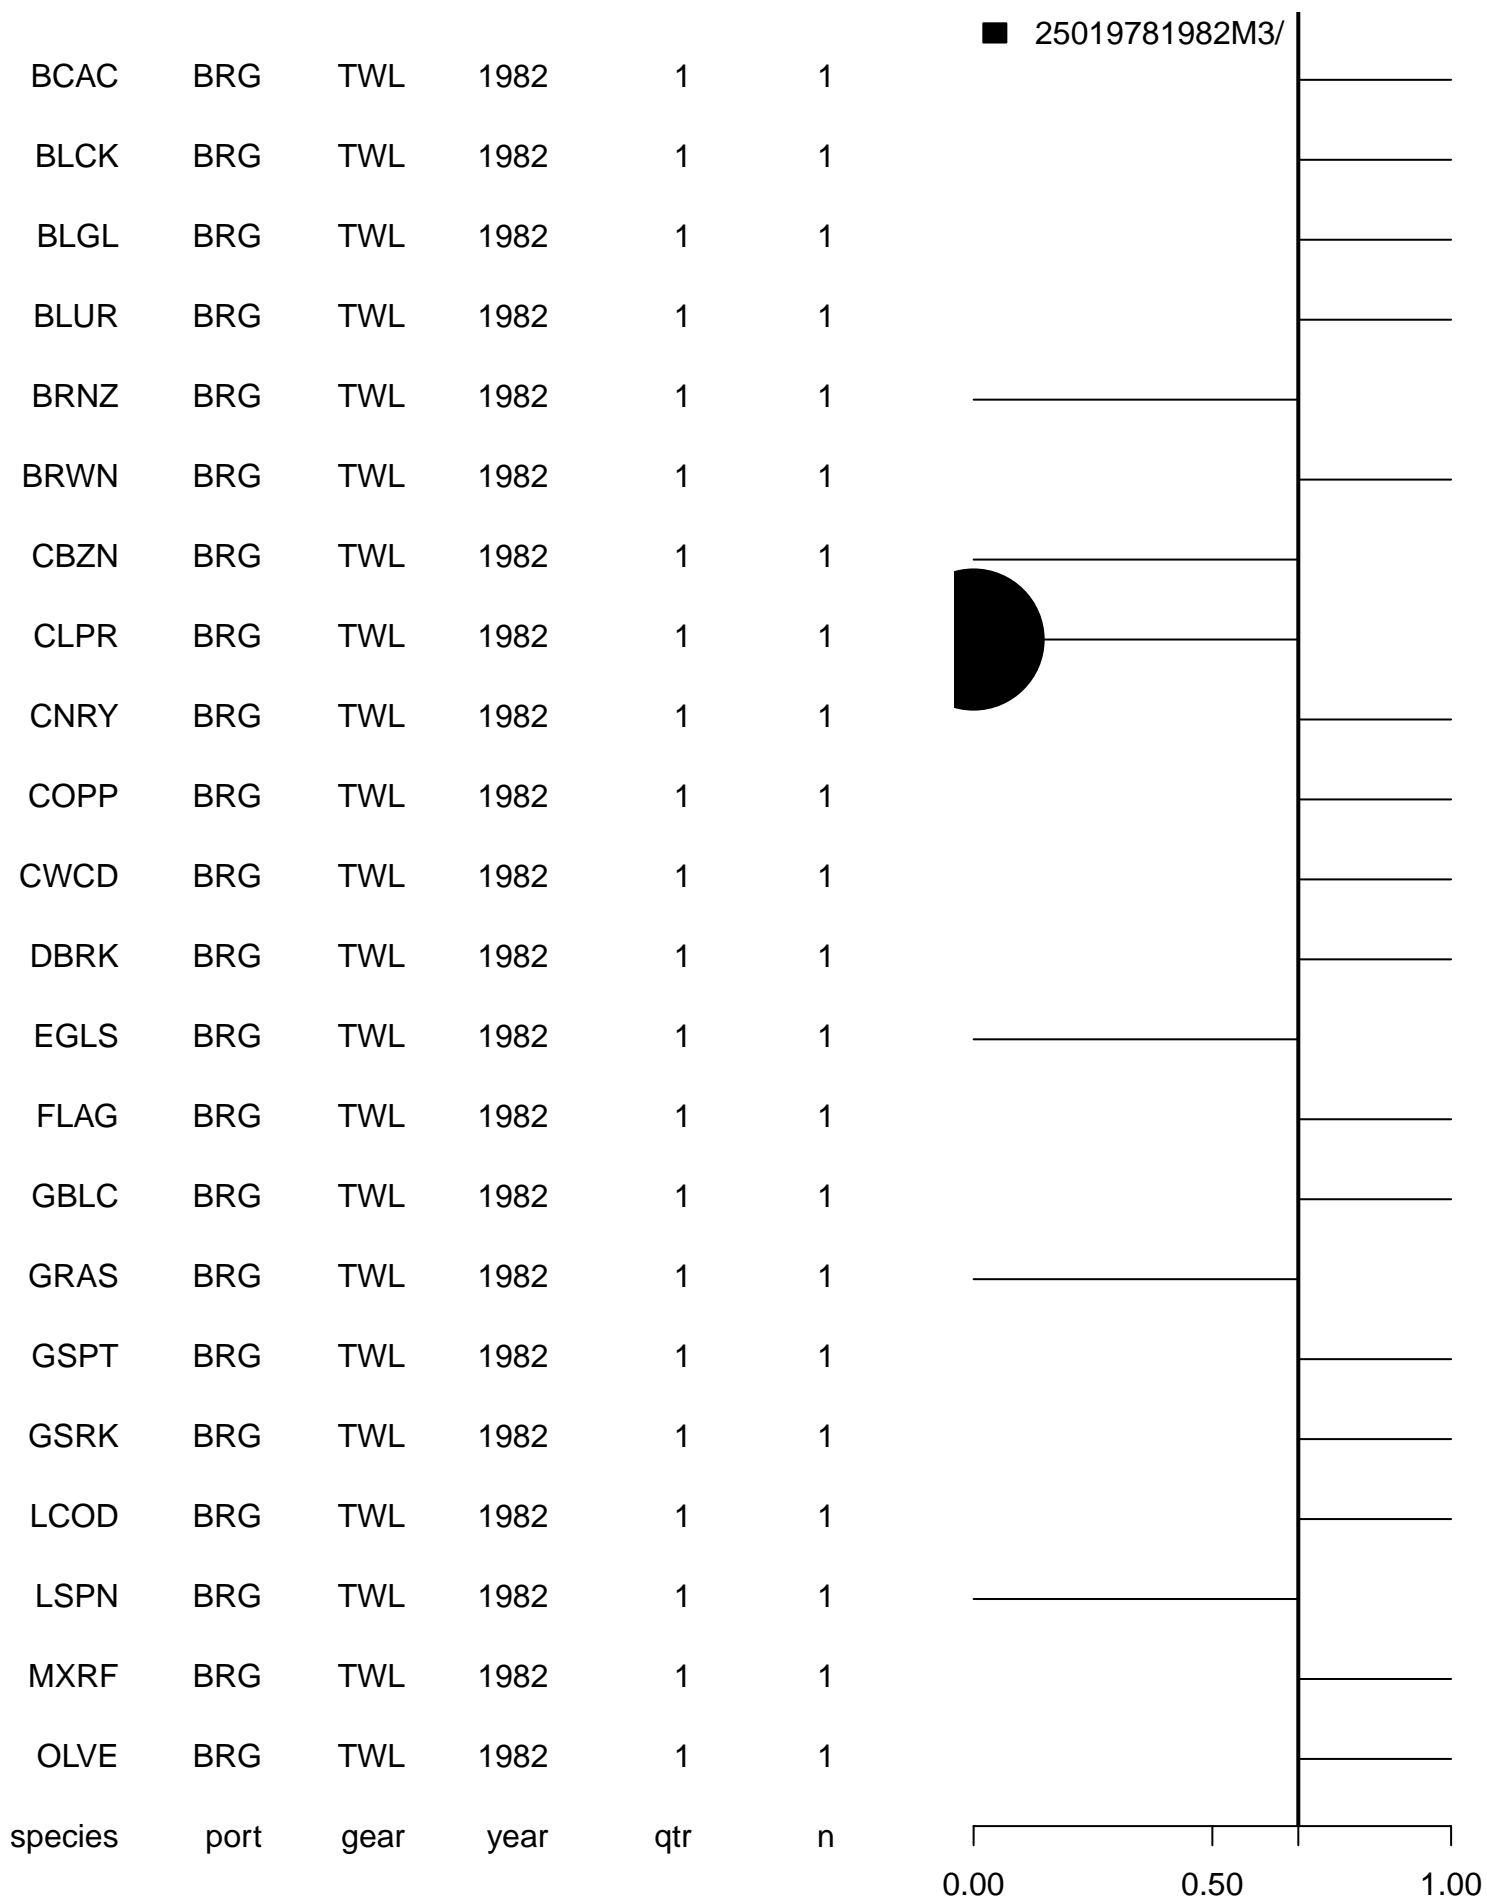 25019781982M3/
BCAC BRG TWL 1982 1 1
BLCK BRG TWL 1982 1 1
BLGL BRG TWL 1982 1 1
BLUR BRG TWL 1982 1 1
BRNZ BRG TWL 1982 1 1
BRWN BRG TWL 1982 1 1
CBZN BRG TWL 1982 1 1
CLPR BRG TWL 1982 1 1
CNRY BRG TWL 1982 1 1
COPP BRG TWL 1982 1 1
CWCD BRG TWL 1982 1 1
DBRK BRG TWL 1982 1 1
EGLS BRG TWL 1982 1 1
FLAG BRG TWL 1982 1 1
GBLC BRG TWL 1982 1 1
GRAS BRG TWL 1982 1 1
GSPT BRG TWL 1982 1 1
GSRK BRG TWL 1982 1 1
LCOD BRG TWL 1982 1 1
LSPN BRG TWL 1982 1 1
MXRF BRG TWL 1982 1 1
OLVE BRG TWL 1982 1 1
species port gear year qtr n
0.00 0.50 1.00